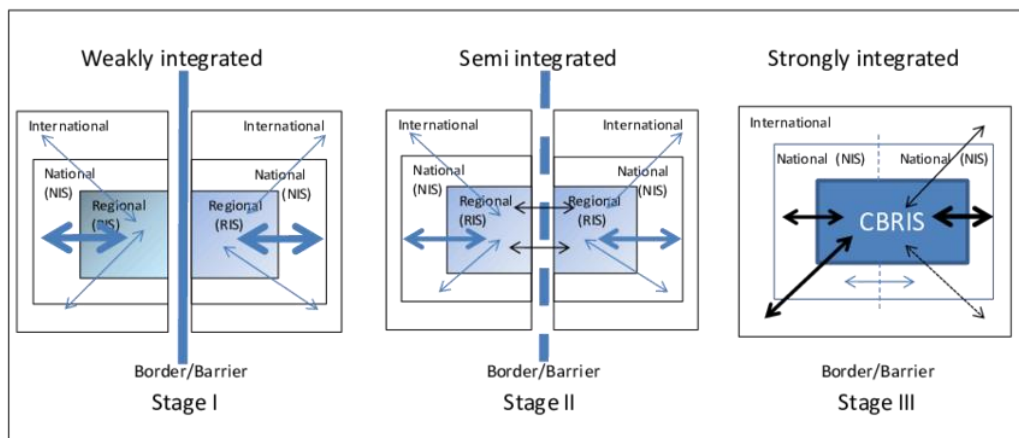 Weakly integrated
International
International
National
(NIS)
National
(NIS)
Regional
(RIS)
Regional
(RIS)
Border/Barrier
Stage I
Semi integrated
International
International
National
(NIS)
National
(NIS)
Regional
(RIS)
Regional
(RIS)
Border/Barrier
Stage II
Strongly integrated
International
National (NIS)
National (NIS)
CBRIS
Border/Barrier
Stage III